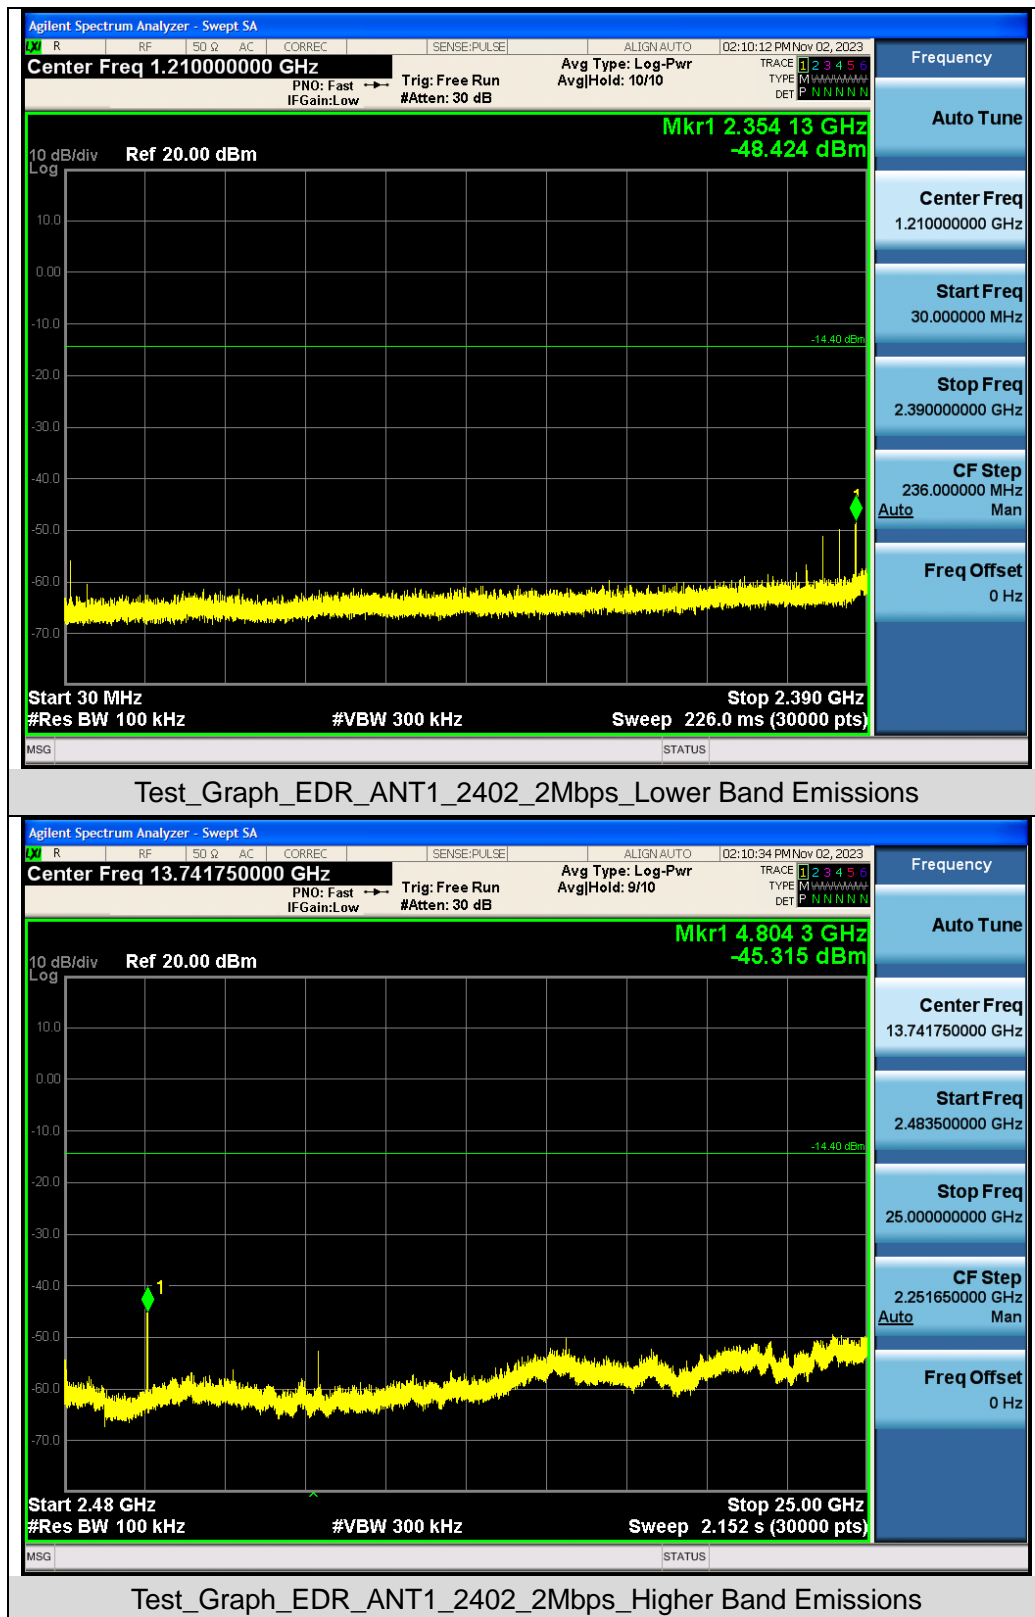 Agilent Spectrum Analyzer - Swept SA
LXI R RF 50 Ω AC CORREC SENSE:PULSE ALIGN AUTO 02:10:12 PM Nov 02, 2023
Center Freq 1.210000000 GHz
PNO: Fast
IFGain:Low
Trig: Free Run
#Atten: 30 dB
Avg Type: Log-Pwr
Avg|Hold: 10/10
TRACE 1 2 3 4 5 6
TYPE M WWWWW
DET P N N N N N
Mkr1 2.354 13 GHz
-48.424 dBm
10 dB/div Ref 20.00 dBm
Log
10.0
0.00
-10.0
-14.40 dBm
-20.0
-30.0
-40.0
1
-50.0
-60.0
-70.0
Start 30 MHz Stop 2.390 GHz
#Res BW 100 kHz #VBW 300 kHz Sweep 226.0 ms (30000 pts)
MSG STATUS
Frequency
Auto Tune
Center Freq
1.210000000 GHz
Start Freq
30.000000 MHz
Stop Freq
2.390000000 GHz
CF Step
236.000000 MHz
Auto Man
Freq Offset
0 Hz
Test_Graph_EDR_ANT1_2402_2Mbps_Lower Band Emissions
Agilent Spectrum Analyzer - Swept SA
LXI R RF 50 Ω AC CORREC SENSE:PULSE ALIGN AUTO 02:10:34 PM Nov 02, 2023
Center Freq 13.741750000 GHz
PNO: Fast
IFGain:Low
Trig: Free Run
#Atten: 30 dB
Avg Type: Log-Pwr
Avg|Hold: 9/10
TRACE 1 2 3 4 5 6
TYPE M WWWWW
DET P N N N N N
Mkr1 4.804 3 GHz
-45.315 dBm
10 dB/div Ref 20.00 dBm
Log
10.0
0.00
-10.0
-14.40 dBm
-20.0
-30.0
-40.0
1
-50.0
-60.0
-70.0
Start 2.48 GHz Stop 25.00 GHz
#Res BW 100 kHz #VBW 300 kHz Sweep 2.152 s (30000 pts)
MSG STATUS
Frequency
Auto Tune
Center Freq
13.741750000 GHz
Start Freq
2.483500000 GHz
Stop Freq
25.000000000 GHz
CF Step
2.251650000 GHz
Auto Man
Freq Offset
0 Hz
Test_Graph_EDR_ANT1_2402_2Mbps_Higher Band Emissions